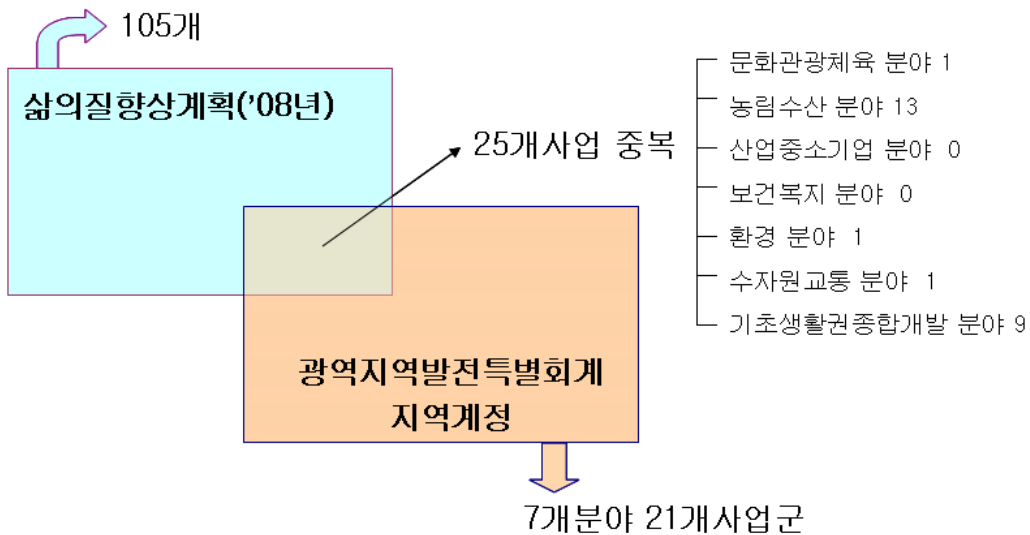 105개
삶의질향상계획('08년)
25개사업 중복
문화관광체육 분야 1
농림수산 분야 13
산업중소기업 분야 0
보건복지 분야 0
환경 분야 1
수자원교통 분야 1
기초생활권종합개발 분야 9
광역지역발전특별회계
지역계정
7개분야 21개사업군